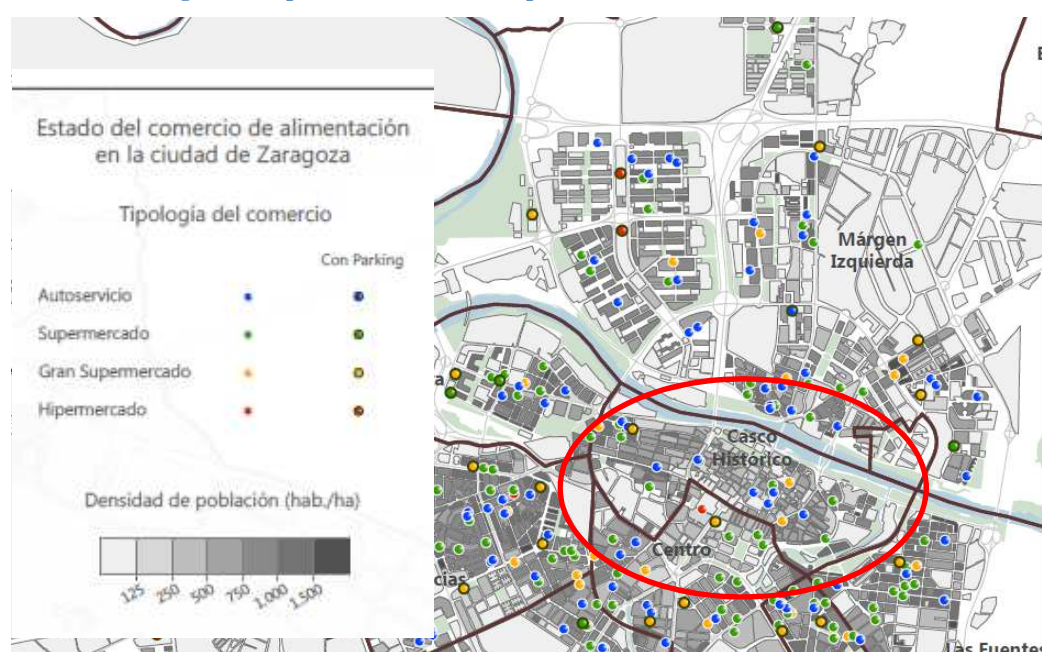 Estado del comercio de alimentación
en la ciudad de Zaragoza
Tipología del comercio
Con Parking
Autoservicio
Supermercado
Gran Supermercado
Hipermercado
Densidad de población (hab./ha)
125 250 500 750 1.000 1.500
Márgen
Izquierda
Casco
Histórico
Centro
cias
Las Fuentes